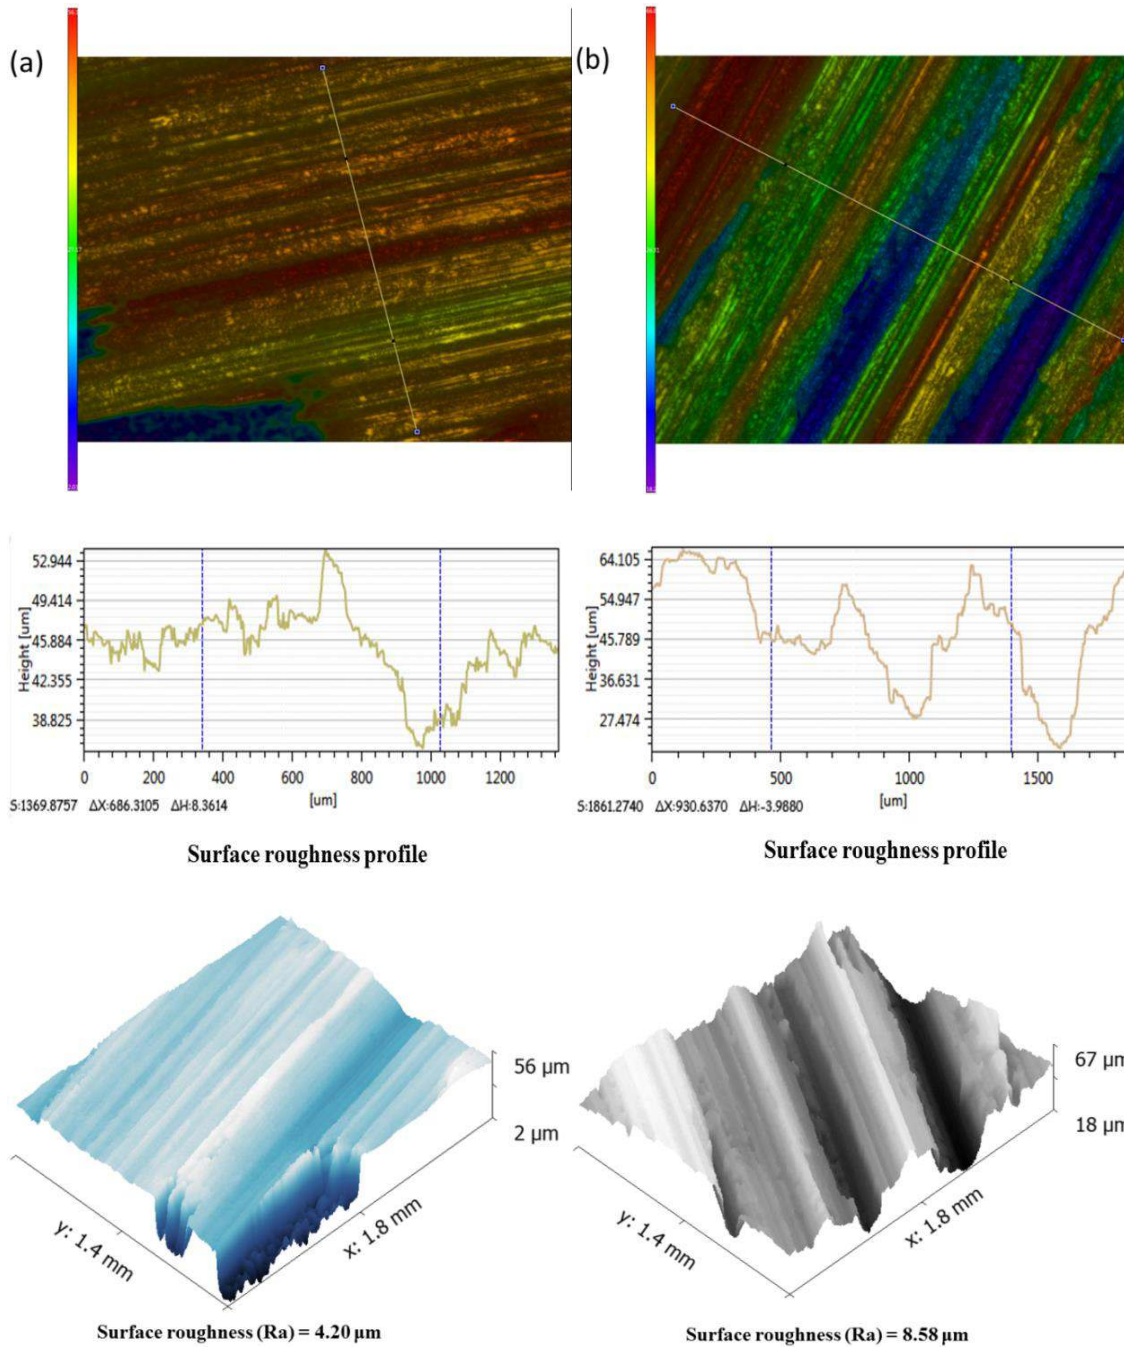 (a)
(b)
52.944
49.414
45.884
42.355
38.825
Height [um]
0 200 400 600 800 1000 1200
[um]
S:1369.8757 ΔX:686.3105 ΔH:8.3614
64.105
54.947
45.789
36.631
27.474
Height [um]
0 500 1000 1500
[um]
S:1861.2740 ΔX:930.6370 ΔH:-3.9880
Surface roughness profile
Surface roughness profile
56 µm
2 µm
y: 1.4 mm
x: 1.8 mm
67 µm
18 µm
y: 1.4 mm
x: 1.8 mm
Surface roughness (Ra) = 4.20 µm
Surface roughness (Ra) = 8.58 µm